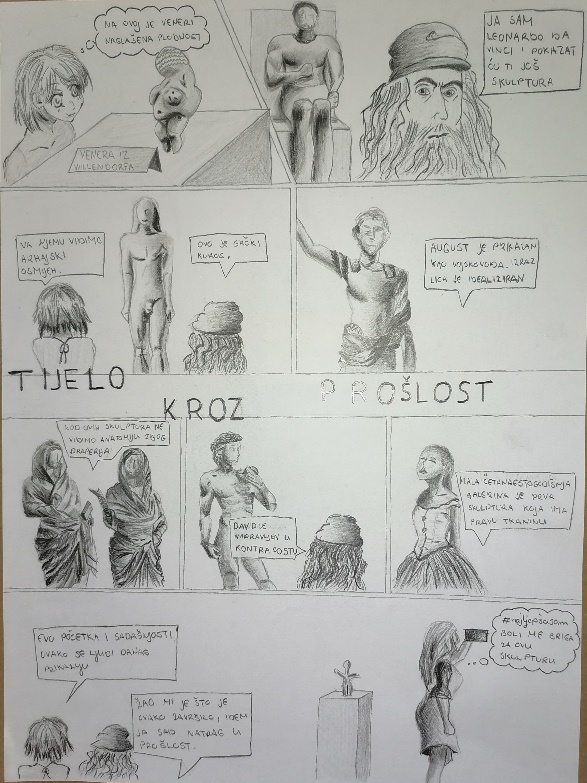 NA OVOJ JE VENERI
NAGLAŠENA PLODNOST
VENERA IZ
WILLENDORFA
JA SAM
LEONARDO DA
VINCI I POKAZAT
ĆU TI JOŠ
SKULPTURA
NA NJEMU VIDIMO
ARHAJSKI
OSMJEH.
OVO JE GRČKI
KUROS.
AUGUST JE PRIKAZAN
KAO VOJSKOVOĐA. IZRAZ
LICA JE IDEALIZIRAN
TIJELO
KROZ
PROŠLOST
KOD OVIH SKULPTURA NE
VIDIMO ANATOMIJU ZBOG
DRAPERIJA
DAVID JE
NAPRAVLJEN U
KONTRAPOSTU
MALA ČETRNAESTOGODIŠNJA
BALERINA JE PRVA
SKULPTURA KOJA IMA
PRAVU TKANINU
EVO POČETKA I SADAŠNJOSTI
OVAKO SE LJUDI DANAS
PRIKAZUJU
ŽAO MI JE ŠTO JE
OVAKO ZAVRŠILO, IDEM
JA SAD NATRAG U
PROŠLOST.
#najljepšasam
BOLI ME BRIGA
ZA OVU
SKULPTURU